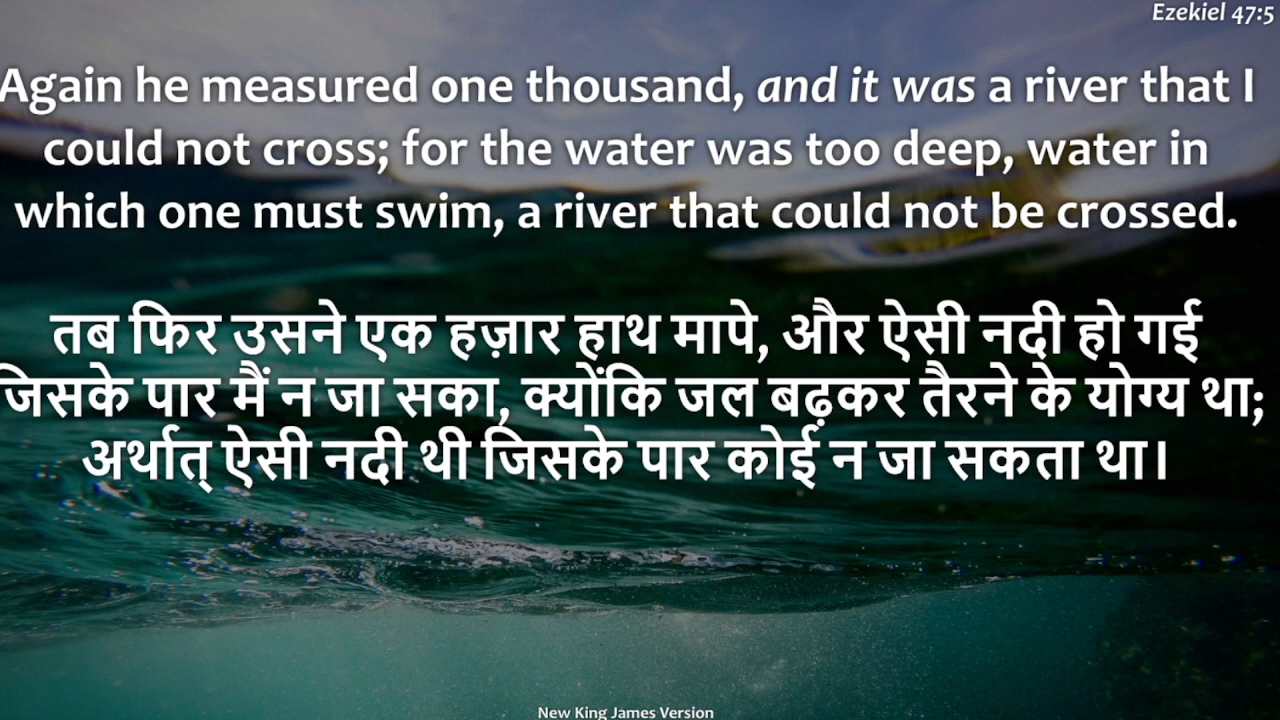 Ezekiel 47:5
Again he measured one thousand, and it was a river that I
could not cross; for the water was too deep, water in
which one must swim, a river that could not be crossed.
तब फिर उसने एक हज़ार हाथ मापे, और ऐसी नदी हो गई
जिसके पार मैं न जा सका, क्योंकि जल बढ़कर तैरने के योग्य था;
अर्थात् ऐसी नदी थी जिसके पार कोई न जा सकता था।
New King James Version